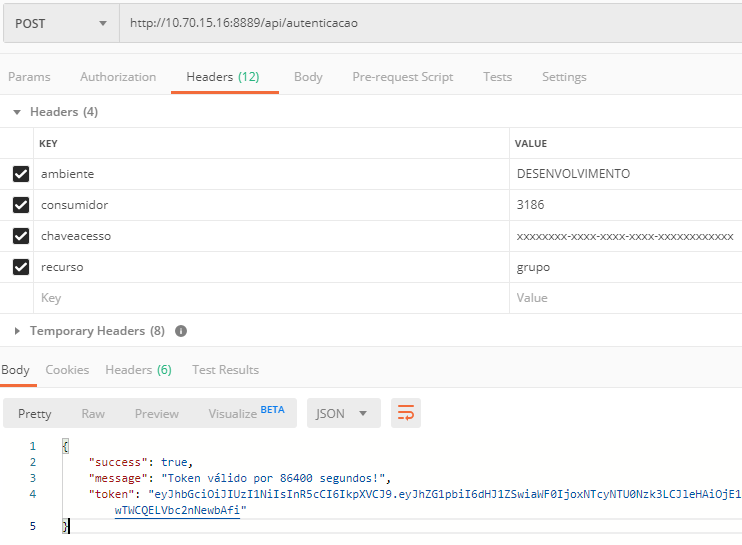 POST http://10.70.15.16:8889/api/autenticacao
Params Authorization Headers (12) Body Pre-request Script Tests Settings
Headers (4)
KEY VALUE
ambiente DESENVOLVIMENTO
consumidor 3186
chaveacesso xxxxxxxx-xxxx-xxxx-xxxx-xxxxxxxxxxxx
recurso grupo
Key Value
Temporary Headers (8) i
Body Cookies Headers (6) Test Results
Pretty Raw Preview Visualize BETA JSON
1 {
2 "success": true,
3 "message": "Token válido por 86400 segundos!",
4 "token": "eyJhbGciOiJIUzI1NiIsInR5cCI6IkpXVCJ9.eyJhZG1pbiI6dHJ1ZSwiaWF0IjoxNTcyNTU0Nzk3LCJleHAiOjE1
wTWCQELVbc2nNewbAfi"
5 }